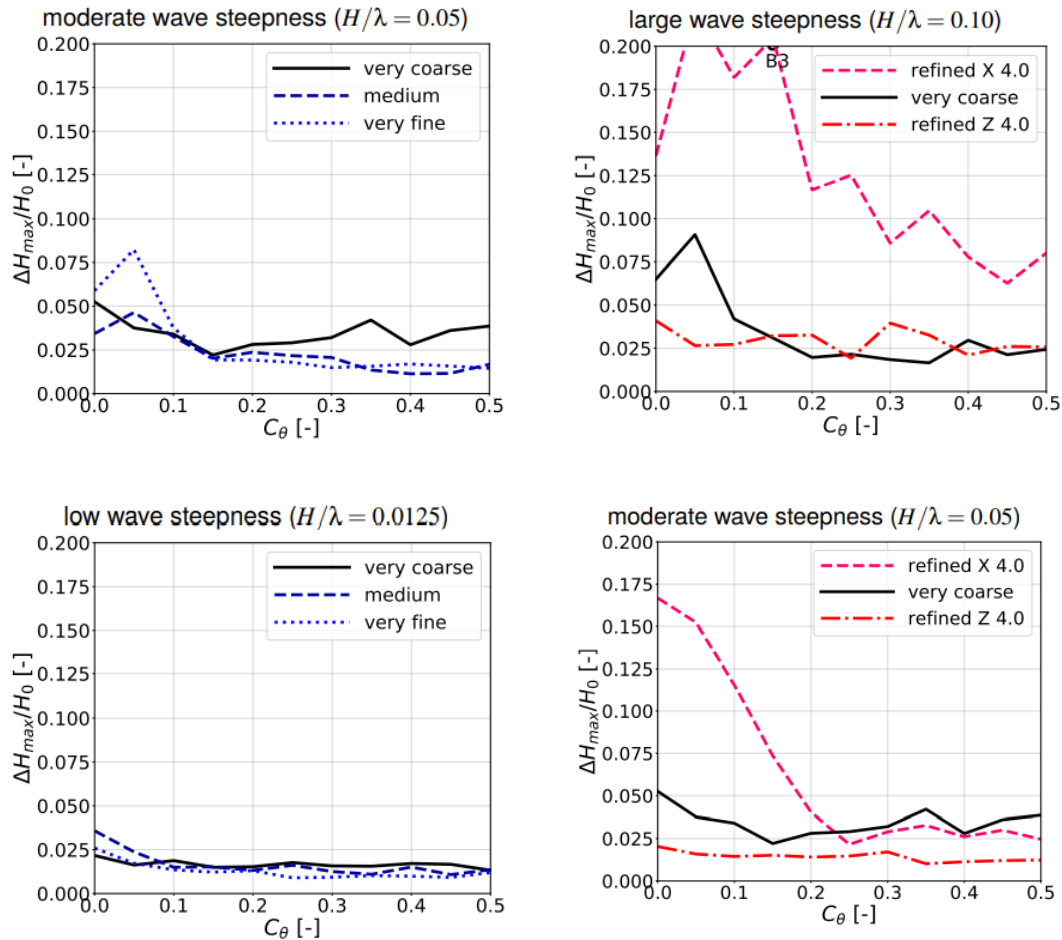 moderate wave steepness (H/λ = 0.05)
0.200
0.175
0.150
0.125
0.100
0.075
0.050
0.025
0.000
ΔH_max/H_0 [-]
very coarse
medium
very fine
0.0 0.1 0.2 0.3 0.4 0.5
C_θ [-]
large wave steepness (H/λ = 0.10)
0.200
0.175
0.150
0.125
0.100
0.075
0.050
0.025
0.000
ΔH_max/H_0 [-]
B3
refined X 4.0
very coarse
refined Z 4.0
0.0 0.1 0.2 0.3 0.4 0.5
C_θ [-]
low wave steepness (H/λ = 0.0125)
0.200
0.175
0.150
0.125
0.100
0.075
0.050
0.025
0.000
ΔH_max/H_0 [-]
very coarse
medium
very fine
0.0 0.1 0.2 0.3 0.4 0.5
C_θ [-]
moderate wave steepness (H/λ = 0.05)
0.200
0.175
0.150
0.125
0.100
0.075
0.050
0.025
0.000
ΔH_max/H_0 [-]
refined X 4.0
very coarse
refined Z 4.0
0.0 0.1 0.2 0.3 0.4 0.5
C_θ [-]